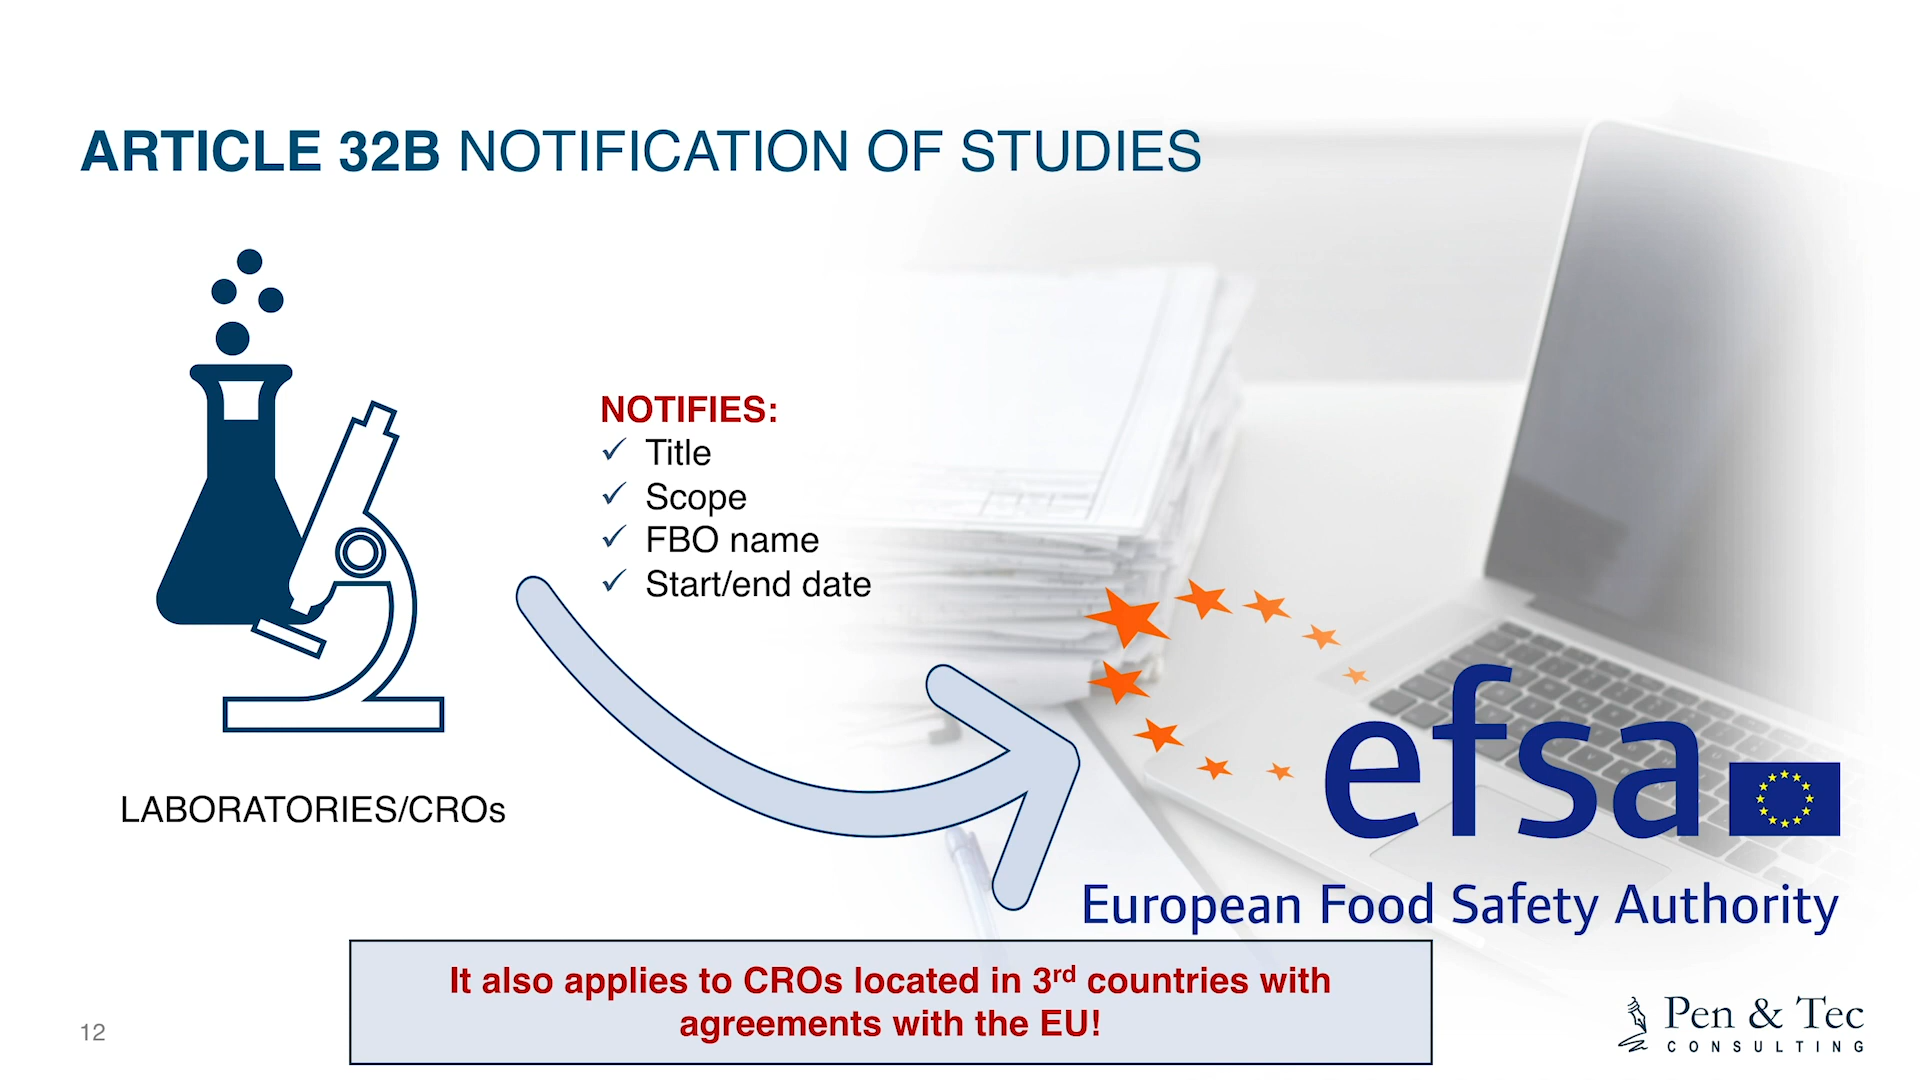 ARTICLE 32B NOTIFICATION OF STUDIES
NOTIFIES:
✓ Title
✓ Scope
✓ FBO name
✓ Start/end date
LABORATORIES/CROs
efsa
European Food Safety Authority
It also applies to CROs located in 3rd countries with
agreements with the EU!
12
Pen & Tec
CONSULTING